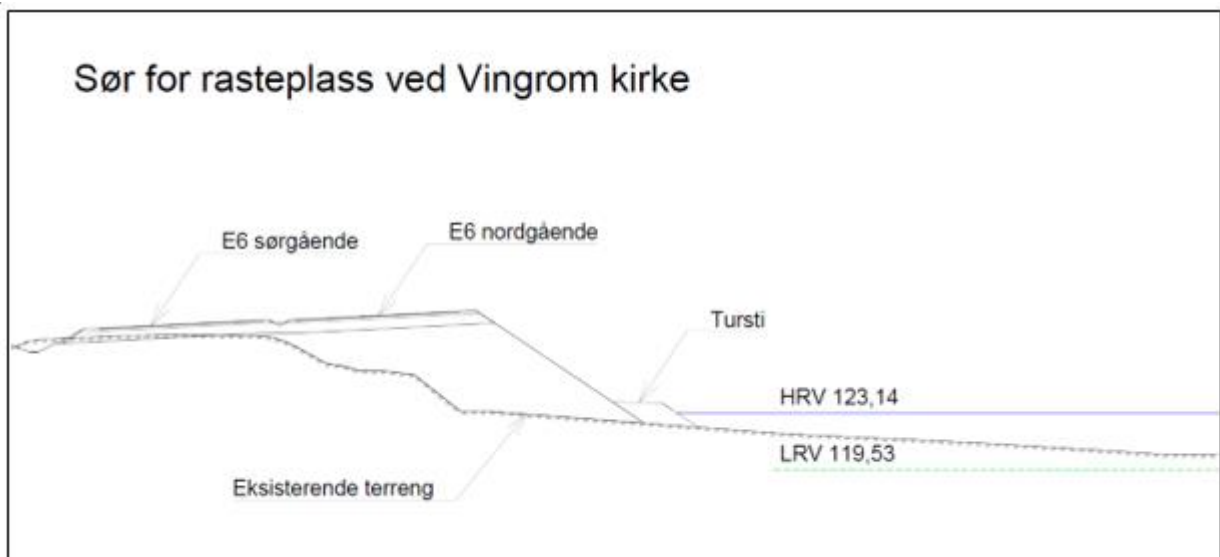 Sør for rasteplass ved Vingrom kirke
E6 sørgående
E6 nordgående
Tursti
HRV 123,14
LRV 119,53
Eksisterende terreng